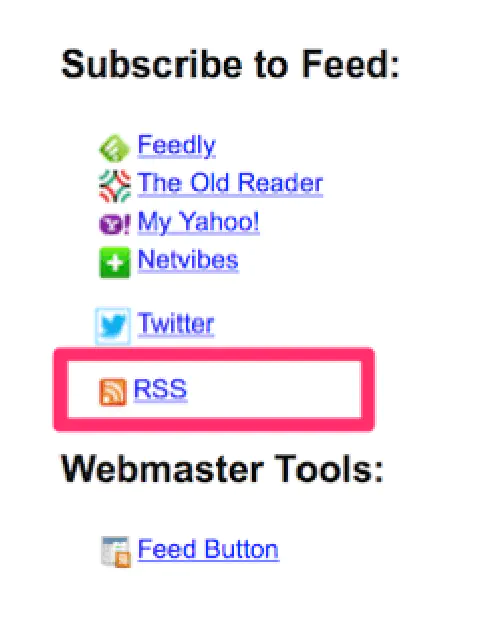 Subscribe to Feed:
Feedly
The Old Reader
My Yahoo!
Netvibes
Twitter
RSS
Webmaster Tools:
Feed Button